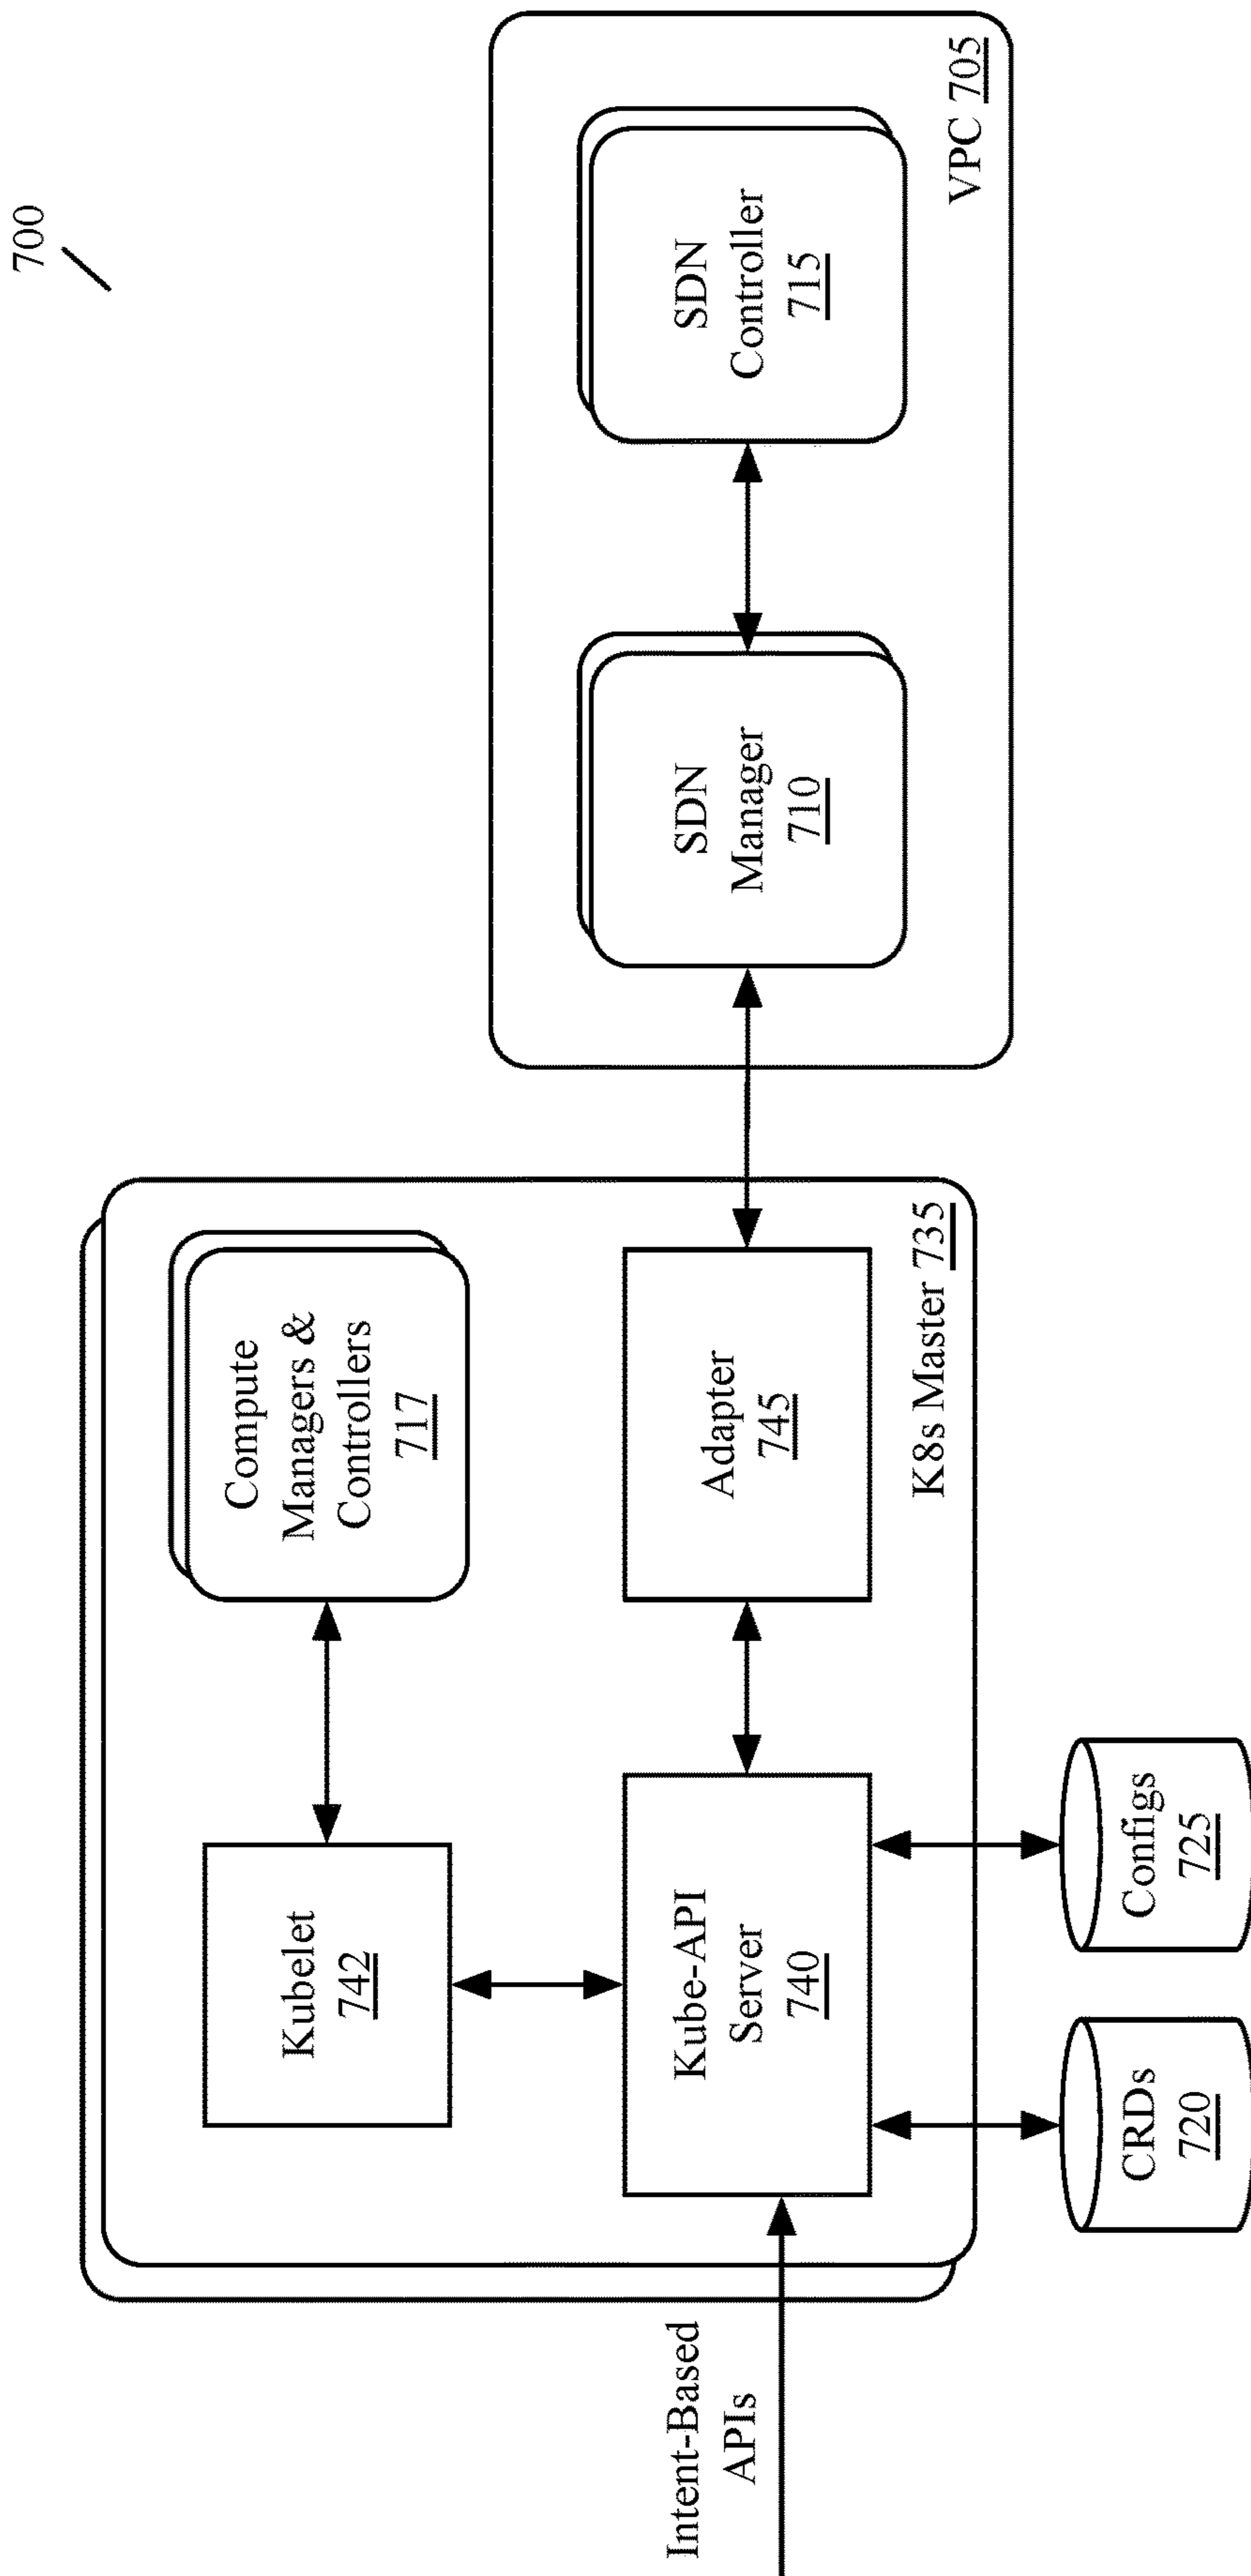 700
Kubelet
742
Compute
Managers &
Controllers
717
Intent-Based
APIs
Kube-API
Server
740
Adapter
745
K8s Master 735
SDN
Manager
710
SDN
Controller
715
VPC 705
CRDs
720
Configs
725